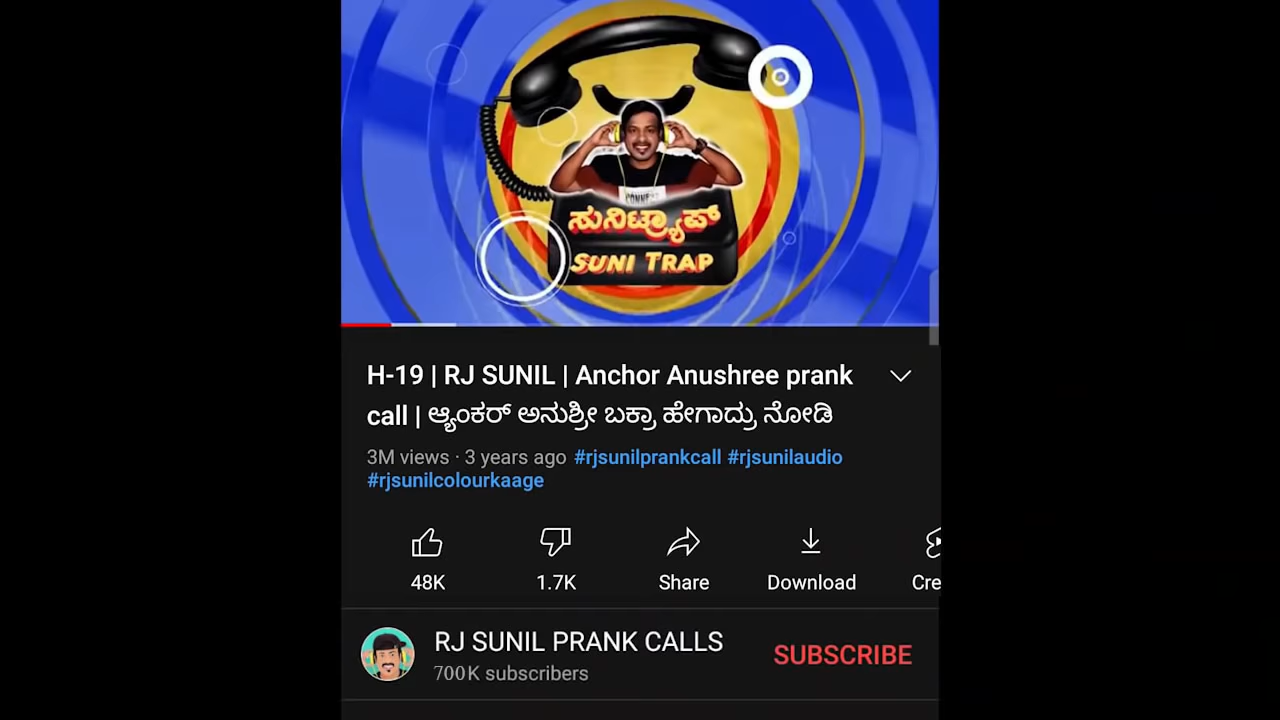 CONNE
ಸುನಿಟ್ರ್ಯಾಪ್
SUNI TRAP
H-19 | RJ SUNIL | Anchor Anushree prank
call | ಆ್ಯಂಕರ್ ಅನುಶ್ರೀ ಬಕ್ರಾ ಹೇಗಾದ್ರು ನೋಡಿ
3M views · 3 years ago #rjsunilprankcall #rjsunilaudio
#rjsunilcolourkaage
48K 1.7K Share Download Cre
RJ SUNIL PRANK CALLS
700K subscribers
SUBSCRIBE